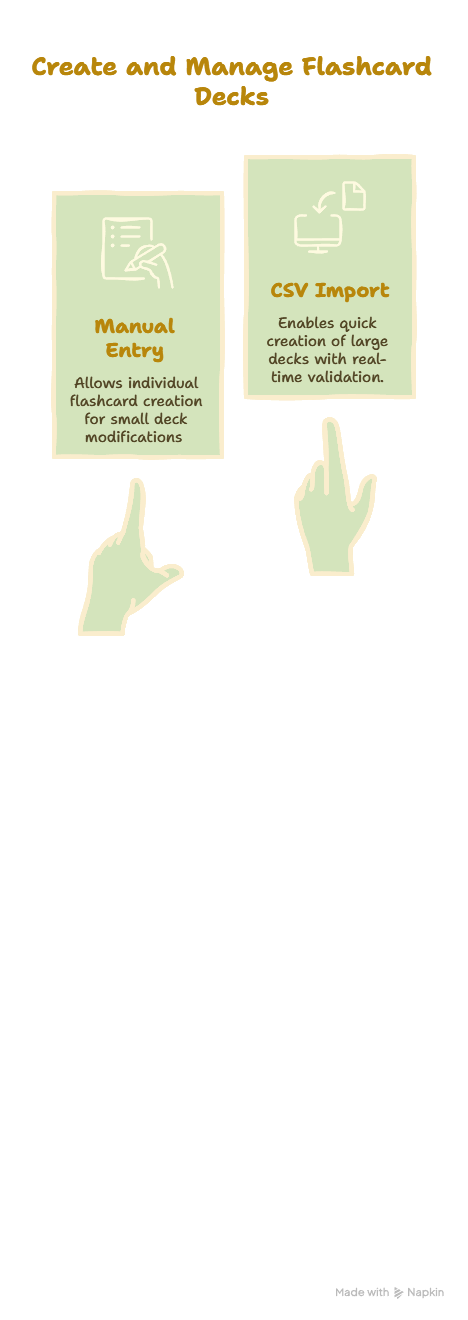 Create and Manage Flashcard
Decks
Manual
Entry
Allows individual
flashcard creation
for small deck
modifications
CSV Import
Enables quick
creation of large
decks with real-
time validation.
Made with Napkin